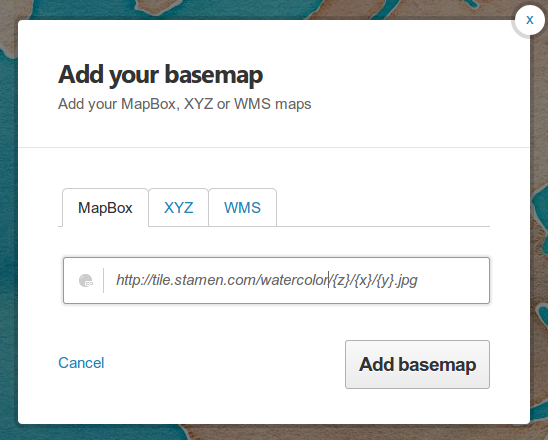 x
Add your basemap
Add your MapBox, XYZ or WMS maps
MapBox XYZ WMS
http://tile.stamen.com/watercolor/{z}/{x}/{y}.jpg
Cancel Add basemap